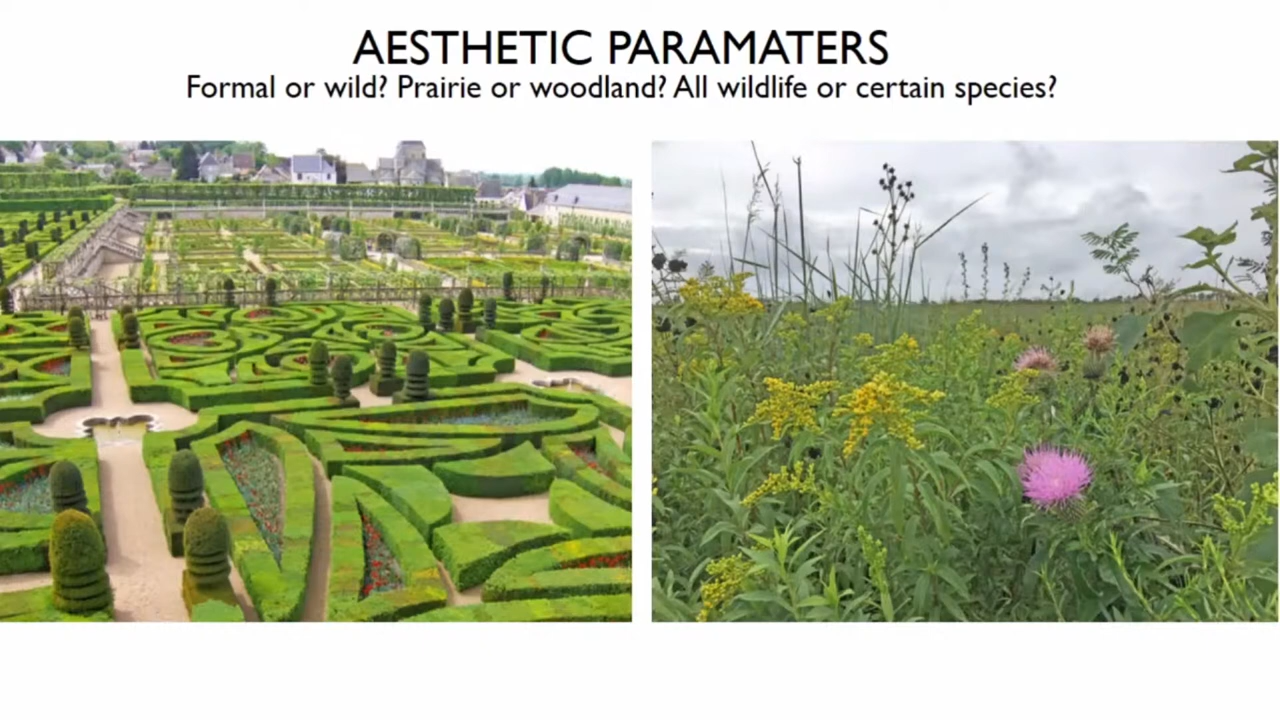 AESTHETIC PARAMATERS
Formal or wild? Prairie or woodland? All wildlife or certain species?